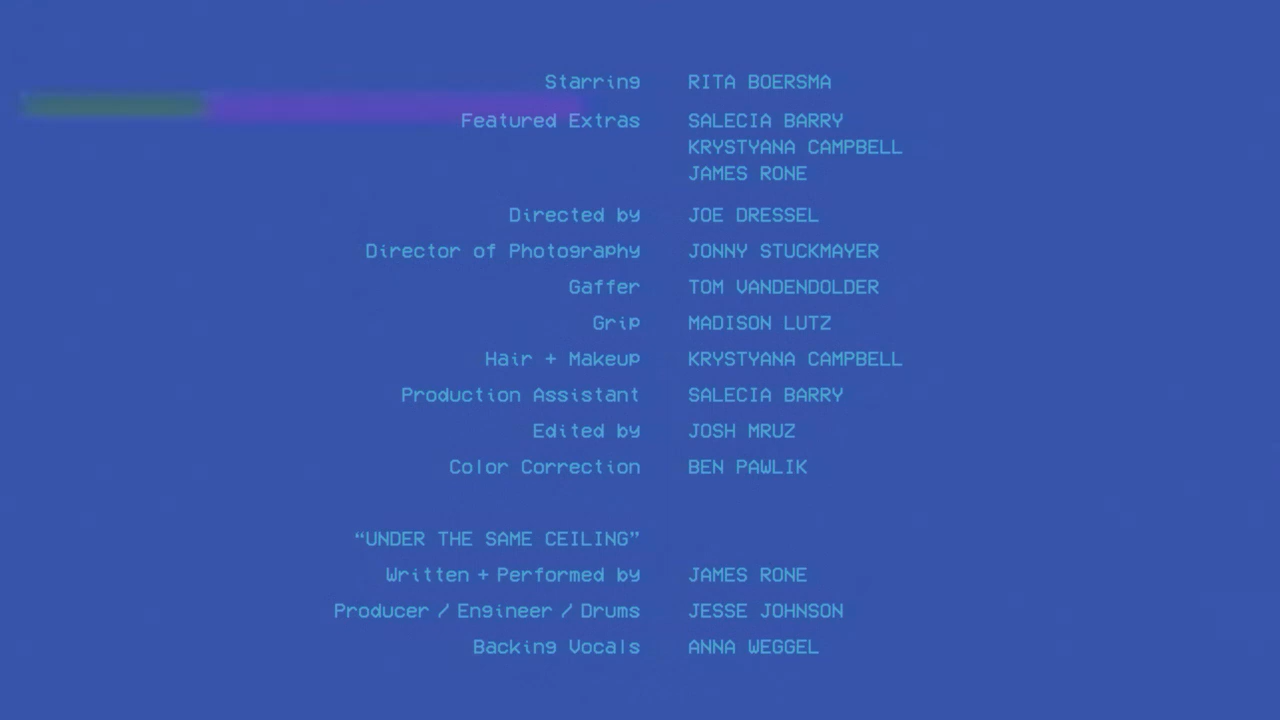 Starring RITA BOERSMA
Featured Extras SALECIA BARRY
KRYSTYANA CAMPBELL
JAMES RONE
Directed by JOE DRESSEL
Director of Photography JONNY STUCKMAYER
Gaffer TOM VANDENDOLDER
Grip MADISON LUTZ
Hair + Makeup KRYSTYANA CAMPBELL
Production Assistant SALECIA BARRY
Edited by JOSH MRUZ
Color Correction BEN PAWLIK
“UNDER THE SAME CEILING”
Written + Performed by JAMES RONE
Producer / Engineer / Drums JESSE JOHNSON
Backing Vocals ANNA WEGGEL